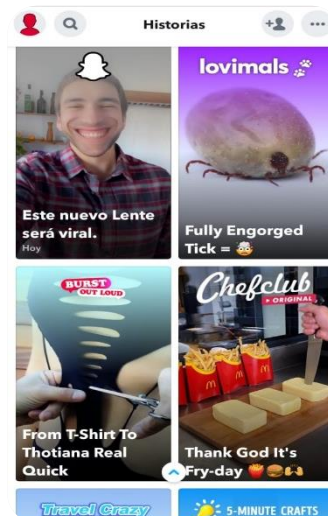 Historias
lovimals
Este nuevo Lente
será viral.
Hoy
Fully Engorged
Tick = 🤯
BURST
OUT LOUD
From T-Shirt To
Thotiana Real
Quick
Chefclub
ORIGINAL
Thank God It's
Fry-day 🍟🍔🙌
Travel Crazy
5-MINUTE CRAFTS